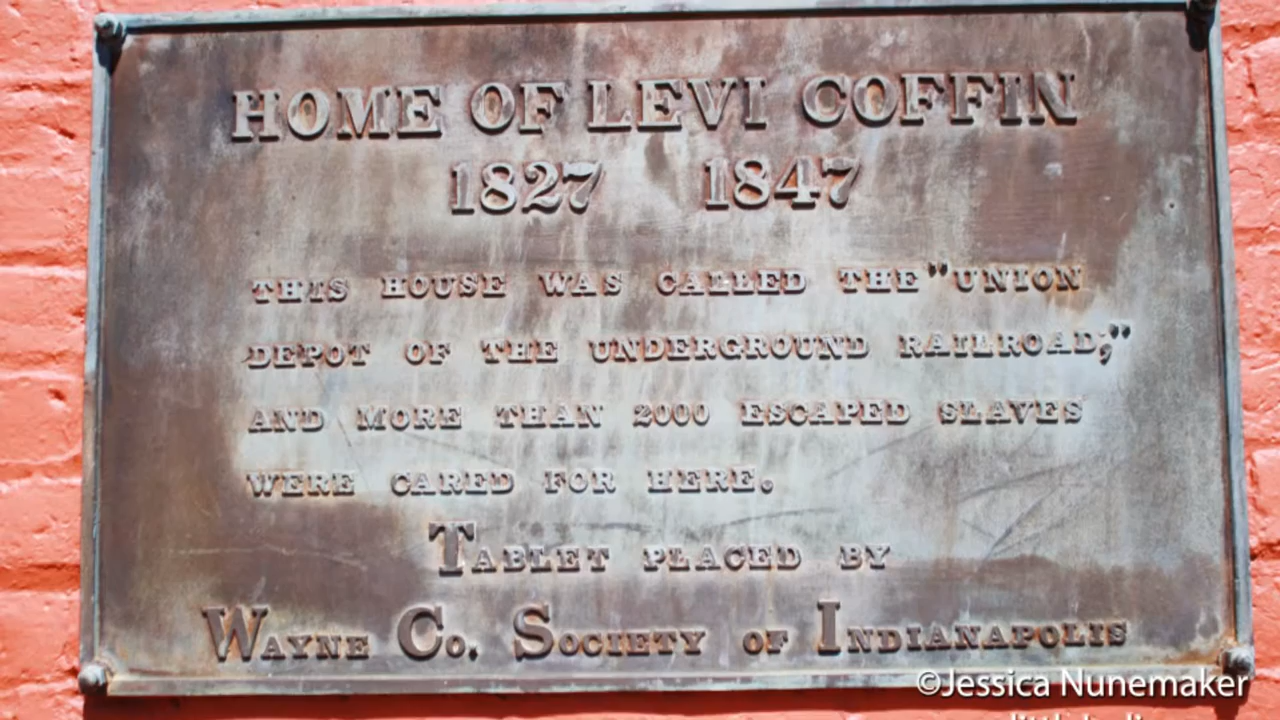 HOME OF LEVI COFFIN
1827 1847
THIS HOUSE WAS CALLED THE "UNION
DEPOT OF THE UNDERGROUND RAILROAD;"
AND MORE THAN 2000 ESCAPED SLAVES
WERE CARED FOR HERE.
TABLET PLACED BY
WAYNE CO. SOCIETY OF INDIANAPOLIS
©Jessica Nunemaker